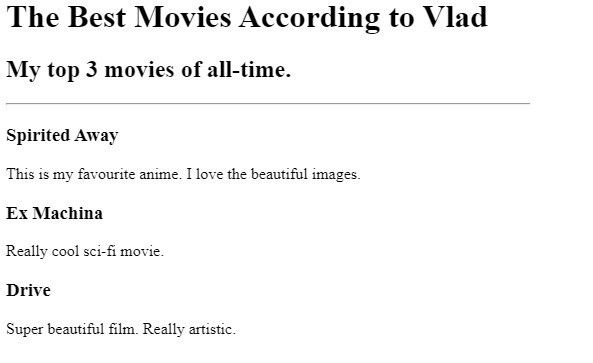 The Best Movies According to Vlad
My top 3 movies of all-time.
Spirited Away
This is my favourite anime. I love the beautiful images.
Ex Machina
Really cool sci-fi movie.
Drive
Super beautiful film. Really artistic.